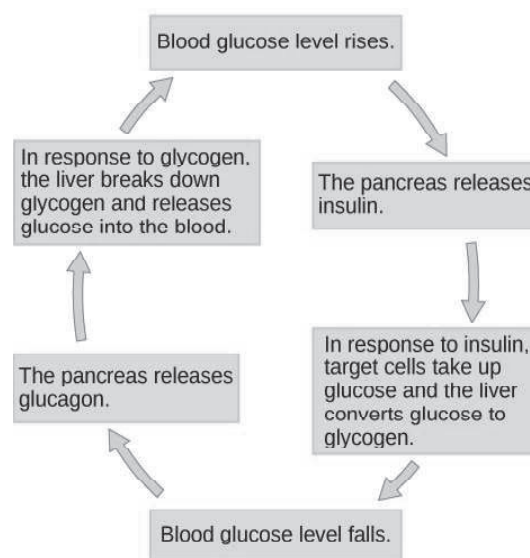 Blood glucose level rises.
The pancreas releases
insulin.
In response to insulin,
target cells take up
glucose and the liver
converts glucose to
glycogen.
Blood glucose level falls.
The pancreas releases
glucagon.
In response to glycogen.
the liver breaks down
glycogen and releases
glucose into the blood.